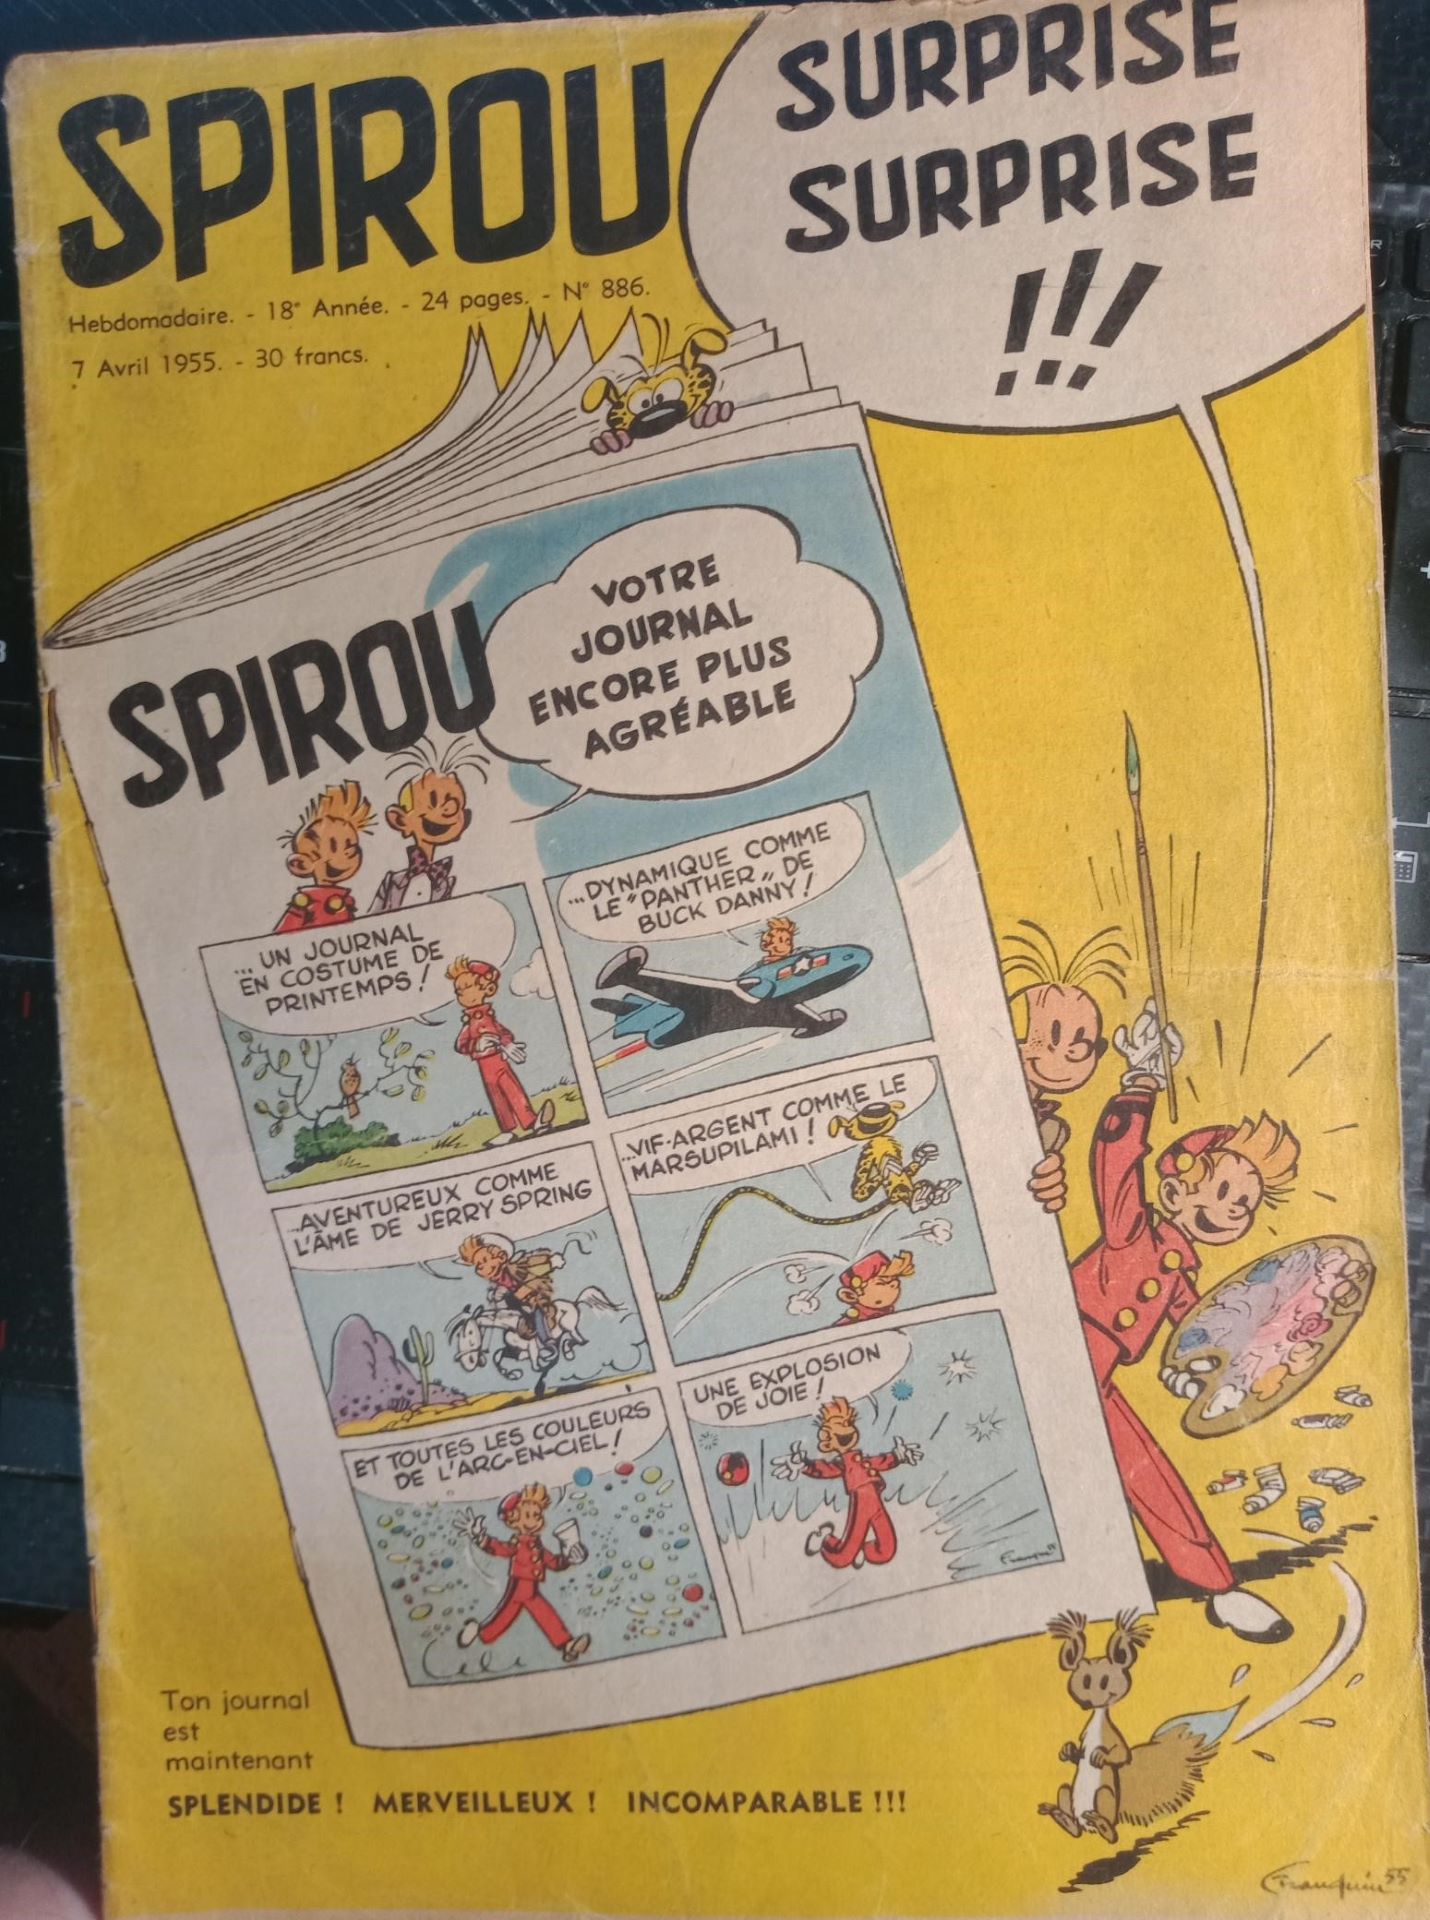 SPIROU
SURPRISE
SURPRISE
!!!
Hebdomadaire. - 18e Année. - 24 pages. - N° 886.
7 Avril 1955. - 30 francs.
SPIROU
VOTRE
JOURNAL
ENCORE PLUS
AGRÉABLE
...UN JOURNAL
EN COSTUME DE
PRINTEMPS !
...DYNAMIQUE COMME
LE "PANTHER" DE
BUCK DANNY !
...AVENTUREUX COMME
L'ÂME DE JERRY SPRING
...VIF-ARGENT COMME LE
MARSUPILAMI !
ET TOUTES LES COULEURS
DE L'ARC-EN-CIEL !
UNE EXPLOSION
DE JOIE !
Franquin
Ton journal
est
maintenant
SPLENDIDE ! MERVEILLEUX ! INCOMPARABLE !!!
Franquin 55